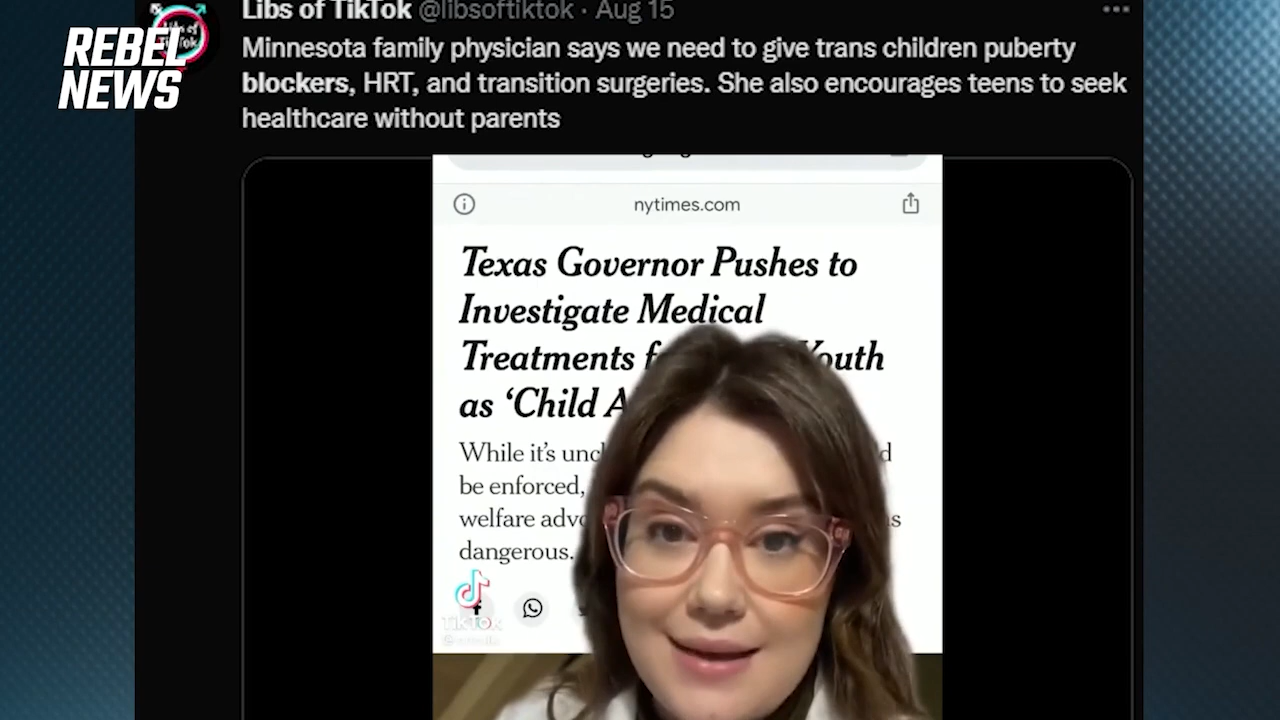 REBEL
NEWS
Libs of TikTok @libsoftiktok · Aug 15
Minnesota family physician says we need to give trans children puberty
blockers, HRT, and transition surgeries. She also encourages teens to seek
healthcare without parents
nytimes.com
Texas Governor Pushes to
Investigate Medical
Treatments Youth
as ‘Child
While it’s
be enforced,
welfare
dangerous.
TikTok